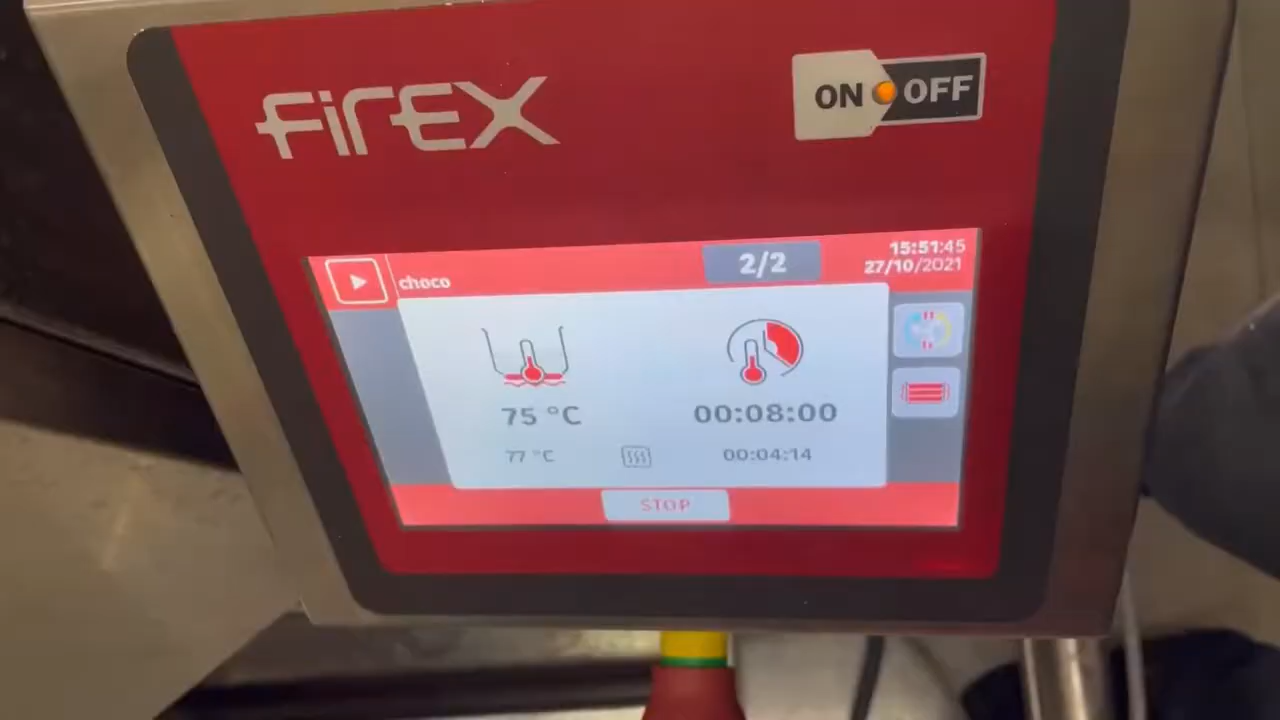 FIREX
ON OFF
choco
2/2
15:51:45
27/10/2021
75 °C
00:08:00
77 °C
00:04:14
STOP